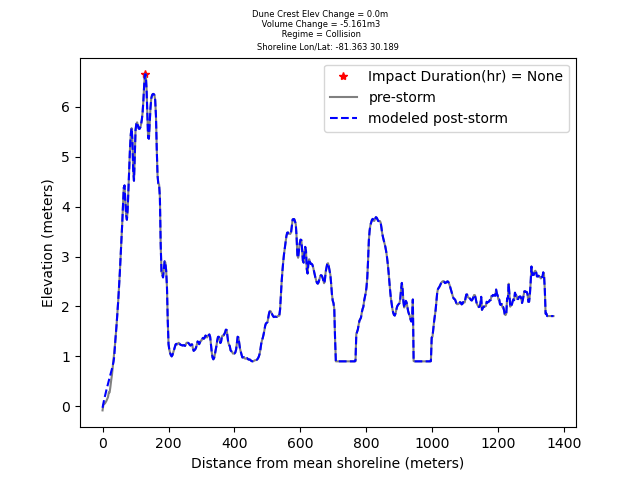 Dune Crest Elev Change = 0.0m
Volume Change = -5.161m3
Regime = Collision
Shoreline Lon/Lat: -81.363 30.189
Impact Duration(hr) = None
pre-storm
modeled post-storm
6
5
4
3
2
1
0
Elevation (meters)
0 200 400 600 800 1000 1200 1400
Distance from mean shoreline (meters)